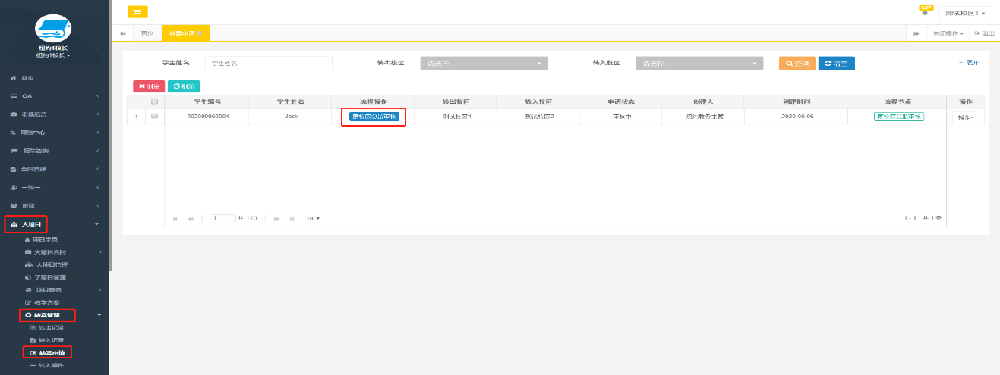 纽约1校长
纽约1校长
首页
OA
市场运营
网络中心
招生咨询
合同管理
一对一
班课
大项目
项目学员
大项目合同
大项目管理
子项目管理
项目教务
教学方案
转案管理
转出记录
转入记录
转案申请
转入操作
627
测试校区1
首页
转案申请
关闭操作
退出
学生姓名
学生姓名
转出校区
请选择...
转入校区
请选择...
查询
清空
展开
删除
刷新
学生编号 学生姓名 流程操作 转出校区 转入校区 申请状态 创建人 创建时间 流程节点 操作
1 202009060004 Jack 原校区总监审核 测试校区1 测试校区2 审核中 纽约教务主管 2020-09-06 原校区总监审核 操作
1 共 1 页 10
1 - 1 共 1 条